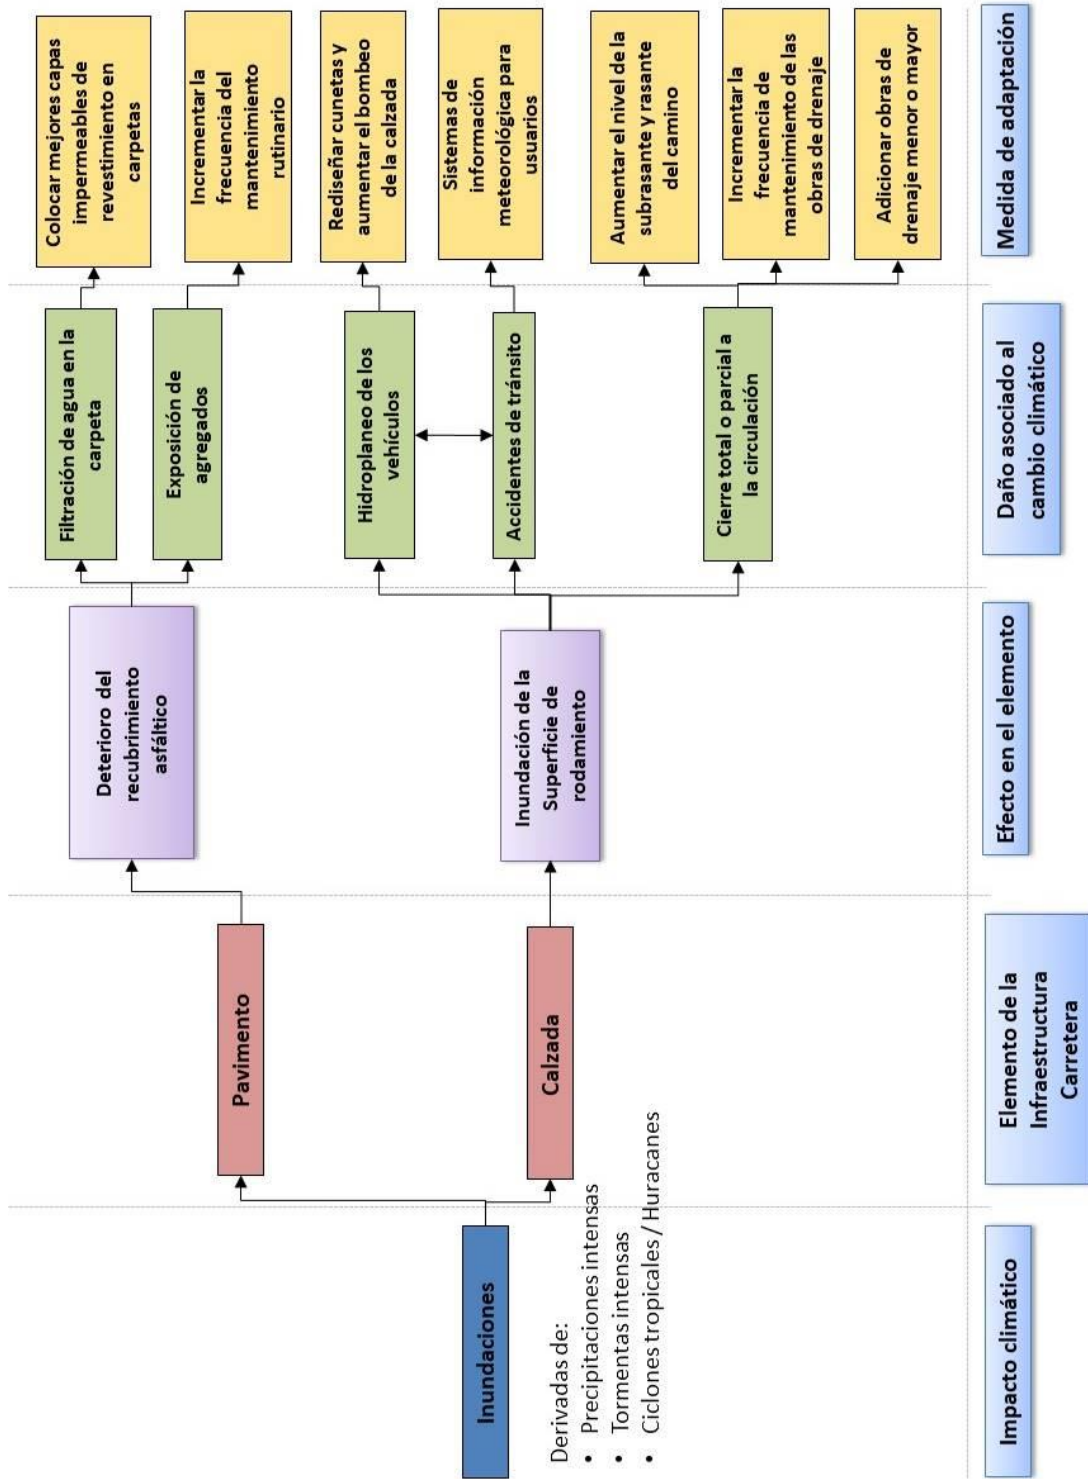 Inundaciones
Derivadas de:
• Precipitaciones intensas
• Tormentas intensas
• Ciclones tropicales / Huracanes
Pavimento
Calzada
Deterioro del
recubrimiento
asfáltico
Inundación de la
Superficie de
rodamiento
Filtración de agua en la
carpeta
Exposición de
agregados
Hidroplaneo de los
vehículos
Accidentes de tránsito
Cierre total o parcial a
la circulación
Colocar mejores capas
impermeables de
revestimiento en
carpetas
Incrementar la
frecuencia del
mantenimiento
rutinario
Rediseñar cunetas y
aumentar el bombeo
de la calzada
Sistemas de
información
meteorológica para
usuarios
Aumentar el nivel de la
subrasante y rasante
del camino
Incrementar la
frecuencia de
mantenimiento de las
obras de drenaje
Adicionar obras de
drenaje menor o mayor
Impacto climático
Elemento de la
Infraestructura
Carretera
Efecto en el elemento
Daño asociado al
cambio climático
Medida de adaptación